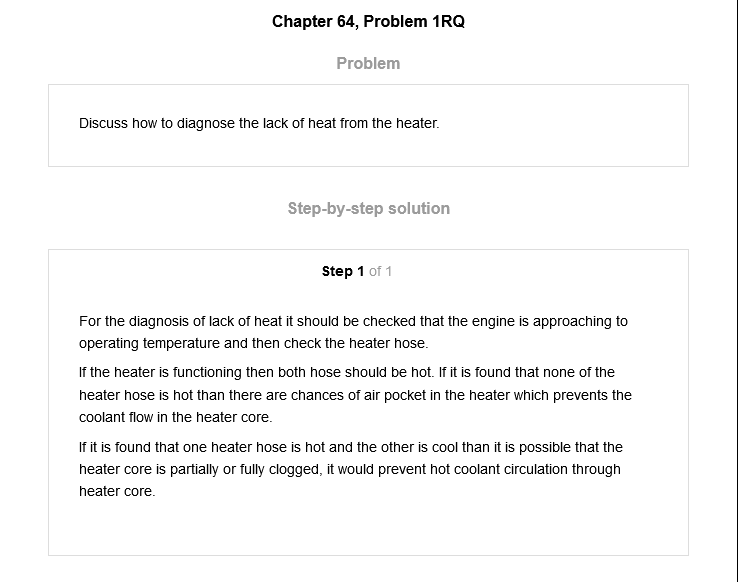 Chapter 64, Problem 1RQ
Problem
Discuss how to diagnose the lack of heat from the heater.
Step-by-step solution
Step 1 of 1
For the diagnosis of lack of heat it should be checked that the engine is approaching to
operating temperature and then check the heater hose.
If the heater is functioning then both hose should be hot. If it is found that none of the
heater hose is hot than there are chances of air pocket in the heater which prevents the
coolant flow in the heater core.
If it is found that one heater hose is hot and the other is cool than it is possible that the
heater core is partially or fully clogged, it would prevent hot coolant circulation through
heater core.